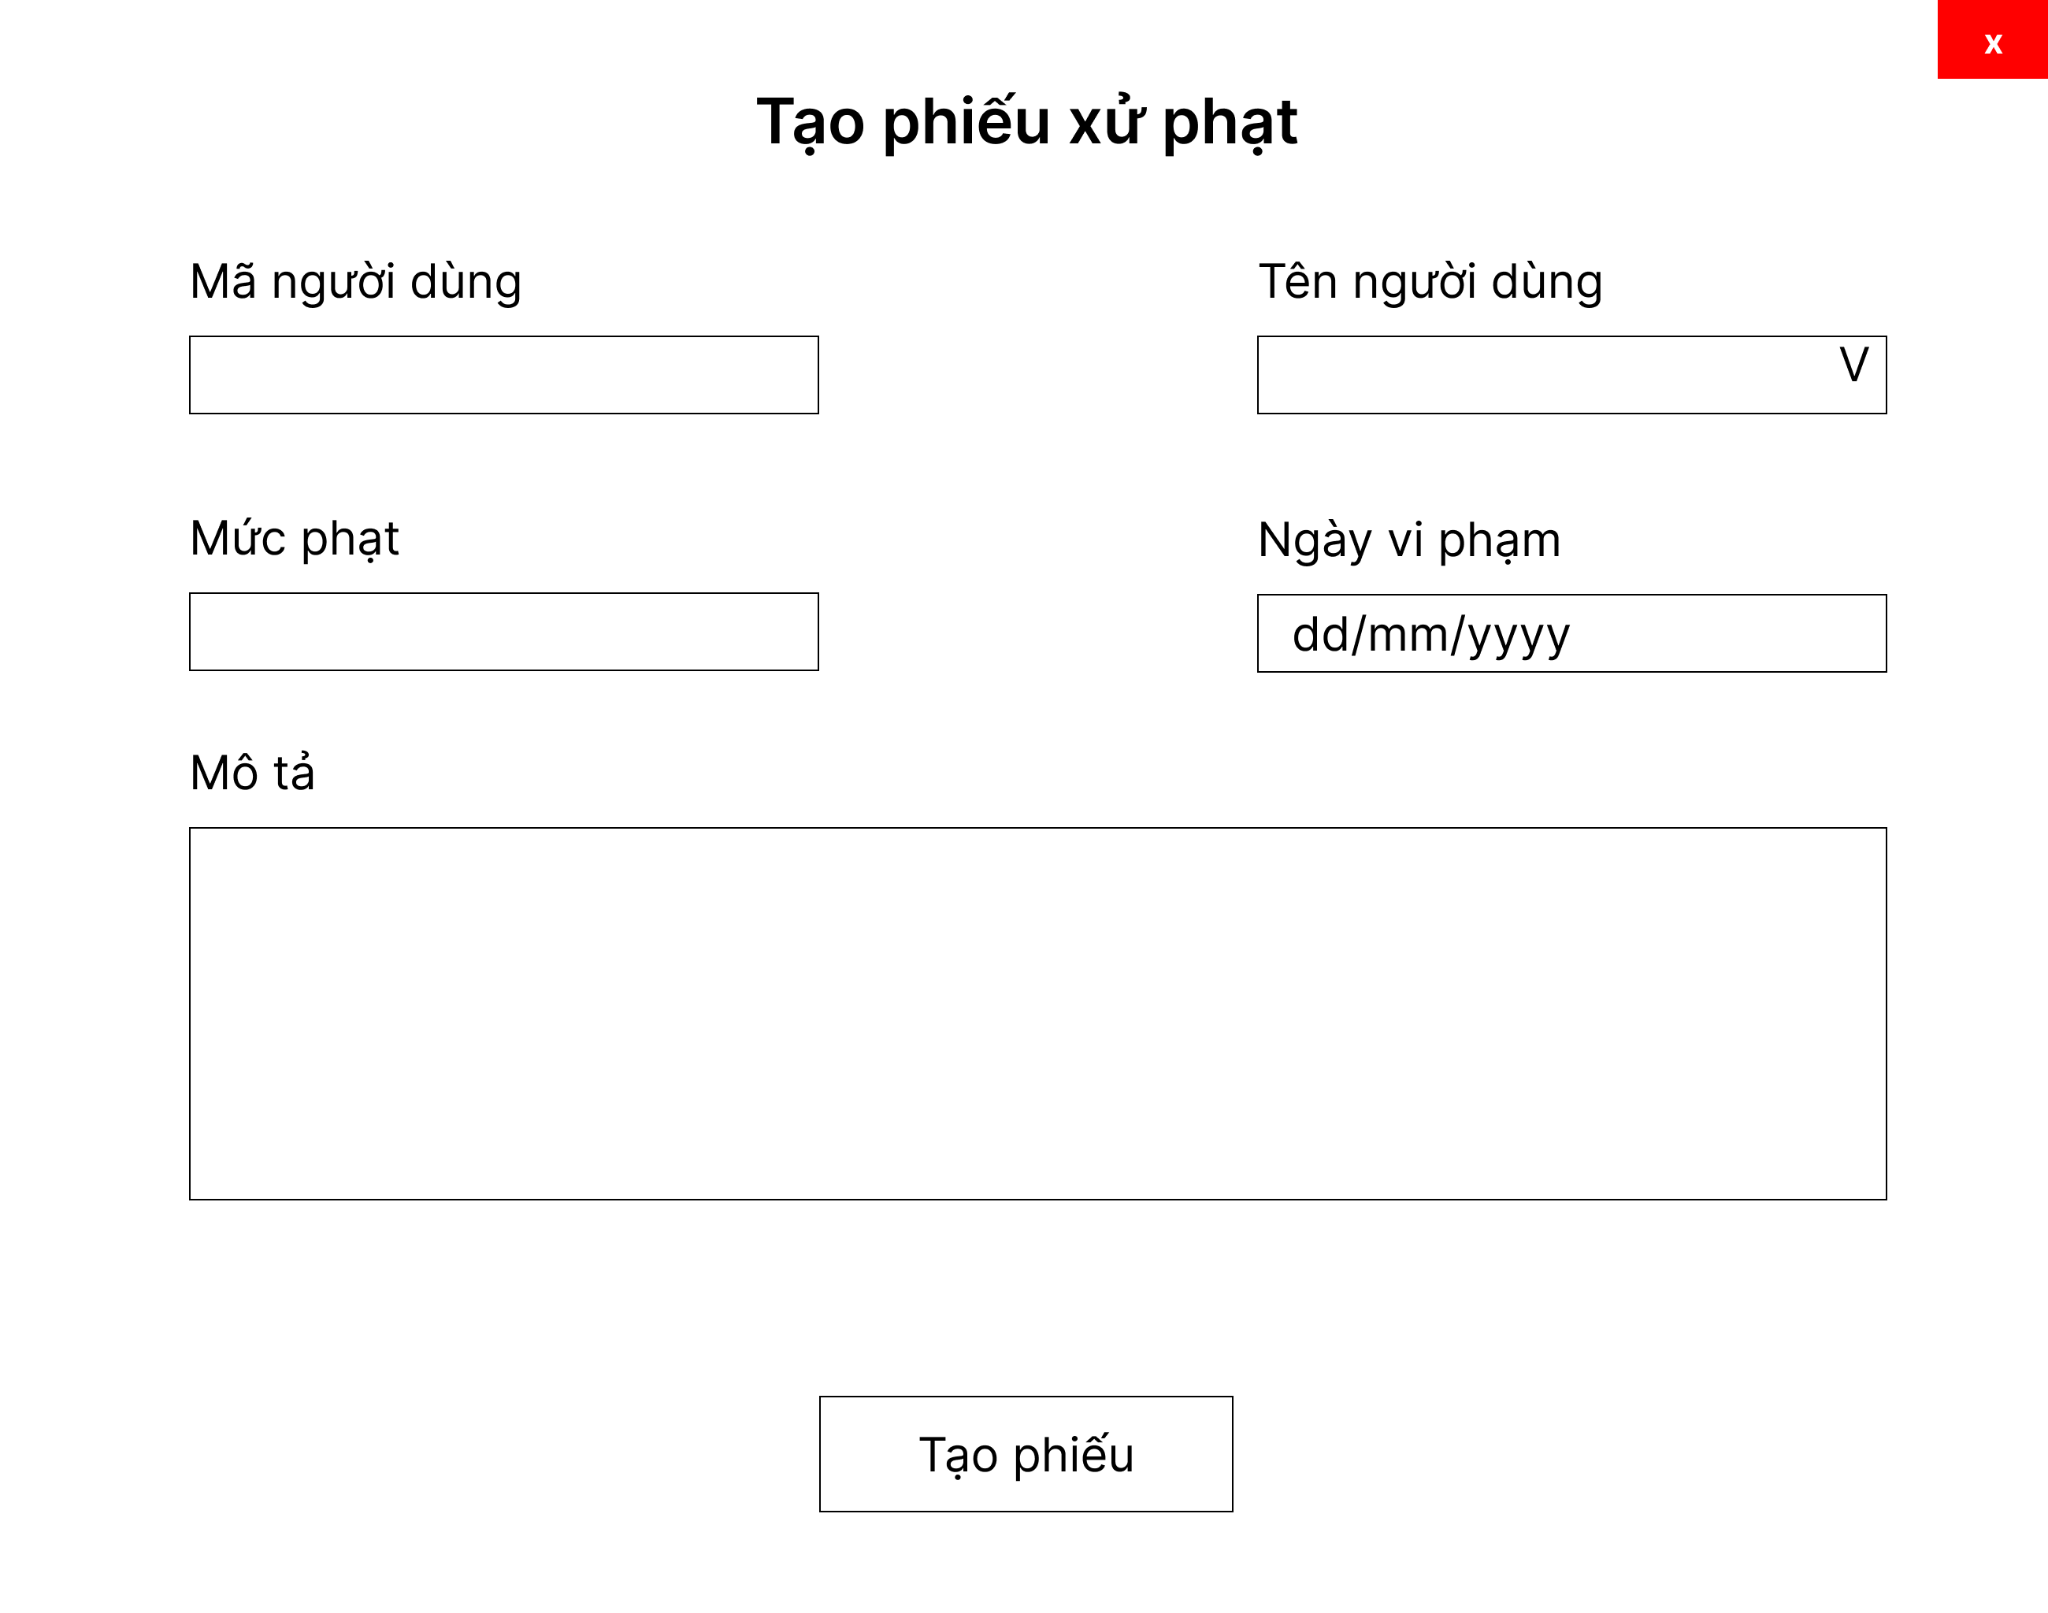 x
Tạo phiếu xử phạt
Mã người dùng
Tên người dùng
V
Mức phạt
Ngày vi phạm
dd/mm/yyyy
Mô tả
Tạo phiếu